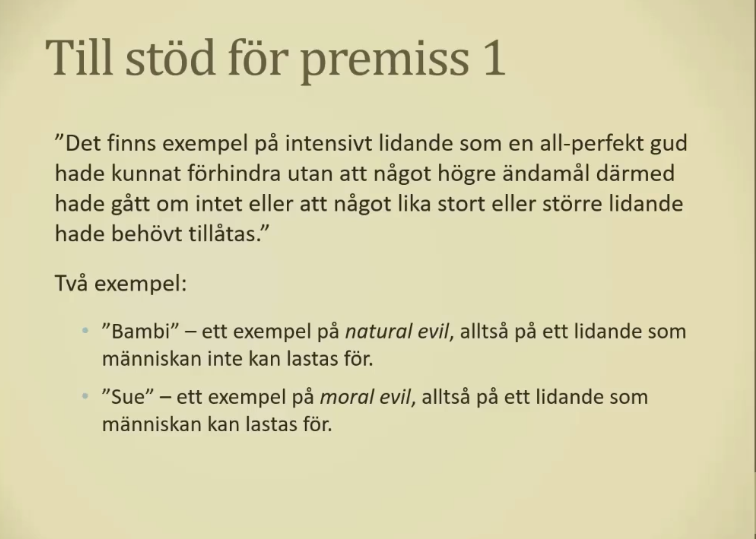 Till stöd för premiss 1
”Det finns exempel på intensivt lidande som en all-perfekt gud
hade kunnat förhindra utan att något högre ändamål därmed
hade gått om intet eller att något lika stort eller större lidande
hade behövt tillåtas.”
Två exempel:
• ”Bambi” – ett exempel på natural evil, alltså på ett lidande som
människan inte kan lastas för.
• ”Sue” – ett exempel på moral evil, alltså på ett lidande som
människan kan lastas för.